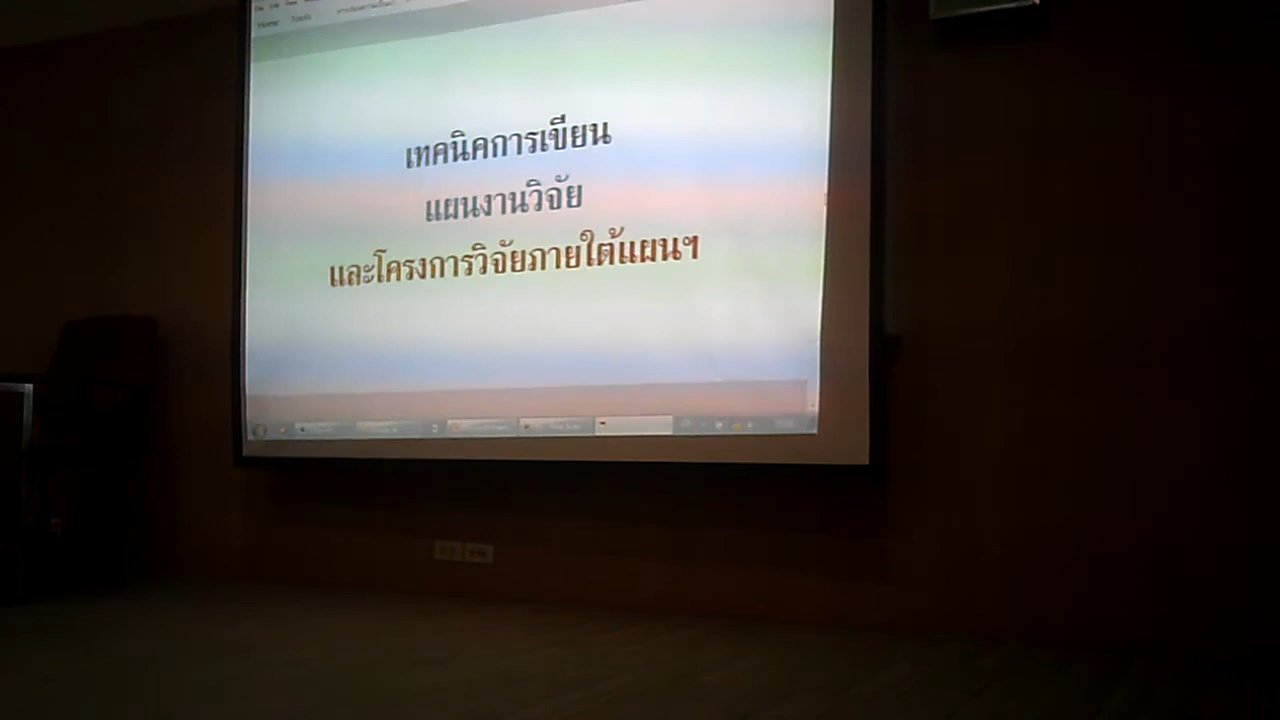 Home Tools
เทคนิคการเขียน
แผนงานวิจัย
และโครงการวิจัยภายใต้แผนฯ